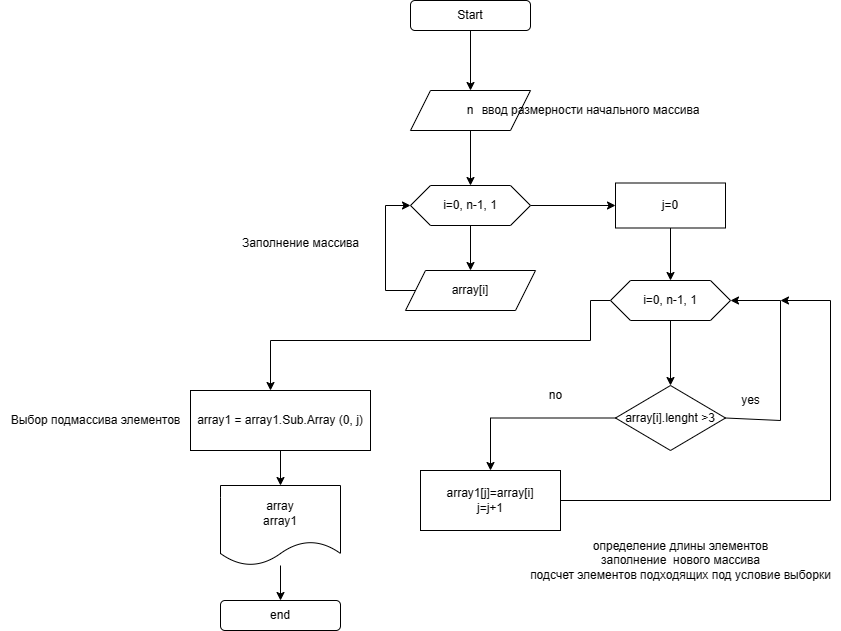 Start
n ввод размерности начального массива
i=0, n-1, 1
j=0
Заполнение массива
array[i]
i=0, n-1, 1
no
yes
array[i].lenght >3
Выбор подмассива элементов
array1 = array1.Sub.Array (0, j)
array1[j]=array[i]
j=j+1
array
array1
определение длины элементов
заполнение нового массива
подсчет элементов подходящих под условие выборки
end